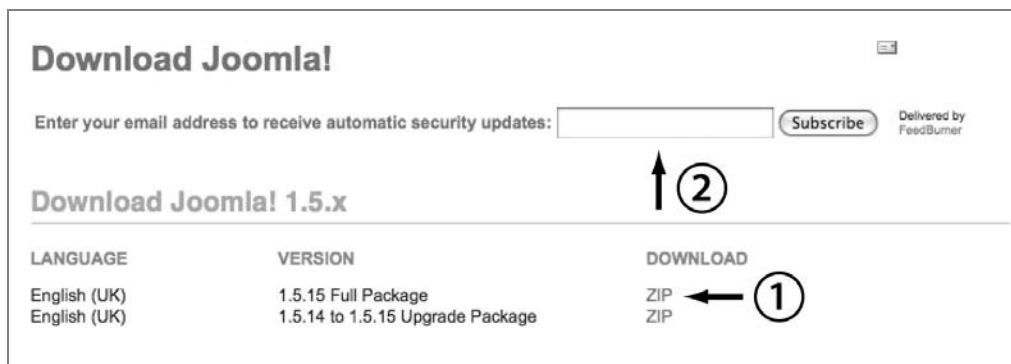 Download Joomla!
Enter your email address to receive automatic security updates: Subscribe Delivered by
FeedBurner
2
Download Joomla! 1.5.x
LANGUAGE VERSION DOWNLOAD
English (UK) 1.5.15 Full Package ZIP 1
English (UK) 1.5.14 to 1.5.15 Upgrade Package ZIP